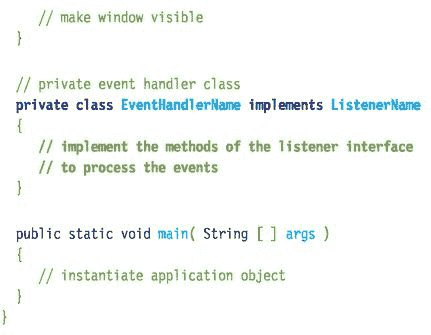 // make window visible
}
// private event handler class
private class EventHandlerName implements ListenerName
{
// implement the methods of the listener interface
// to process the events
}
public static void main( String [ ] args )
{
// instantiate application object
}
}